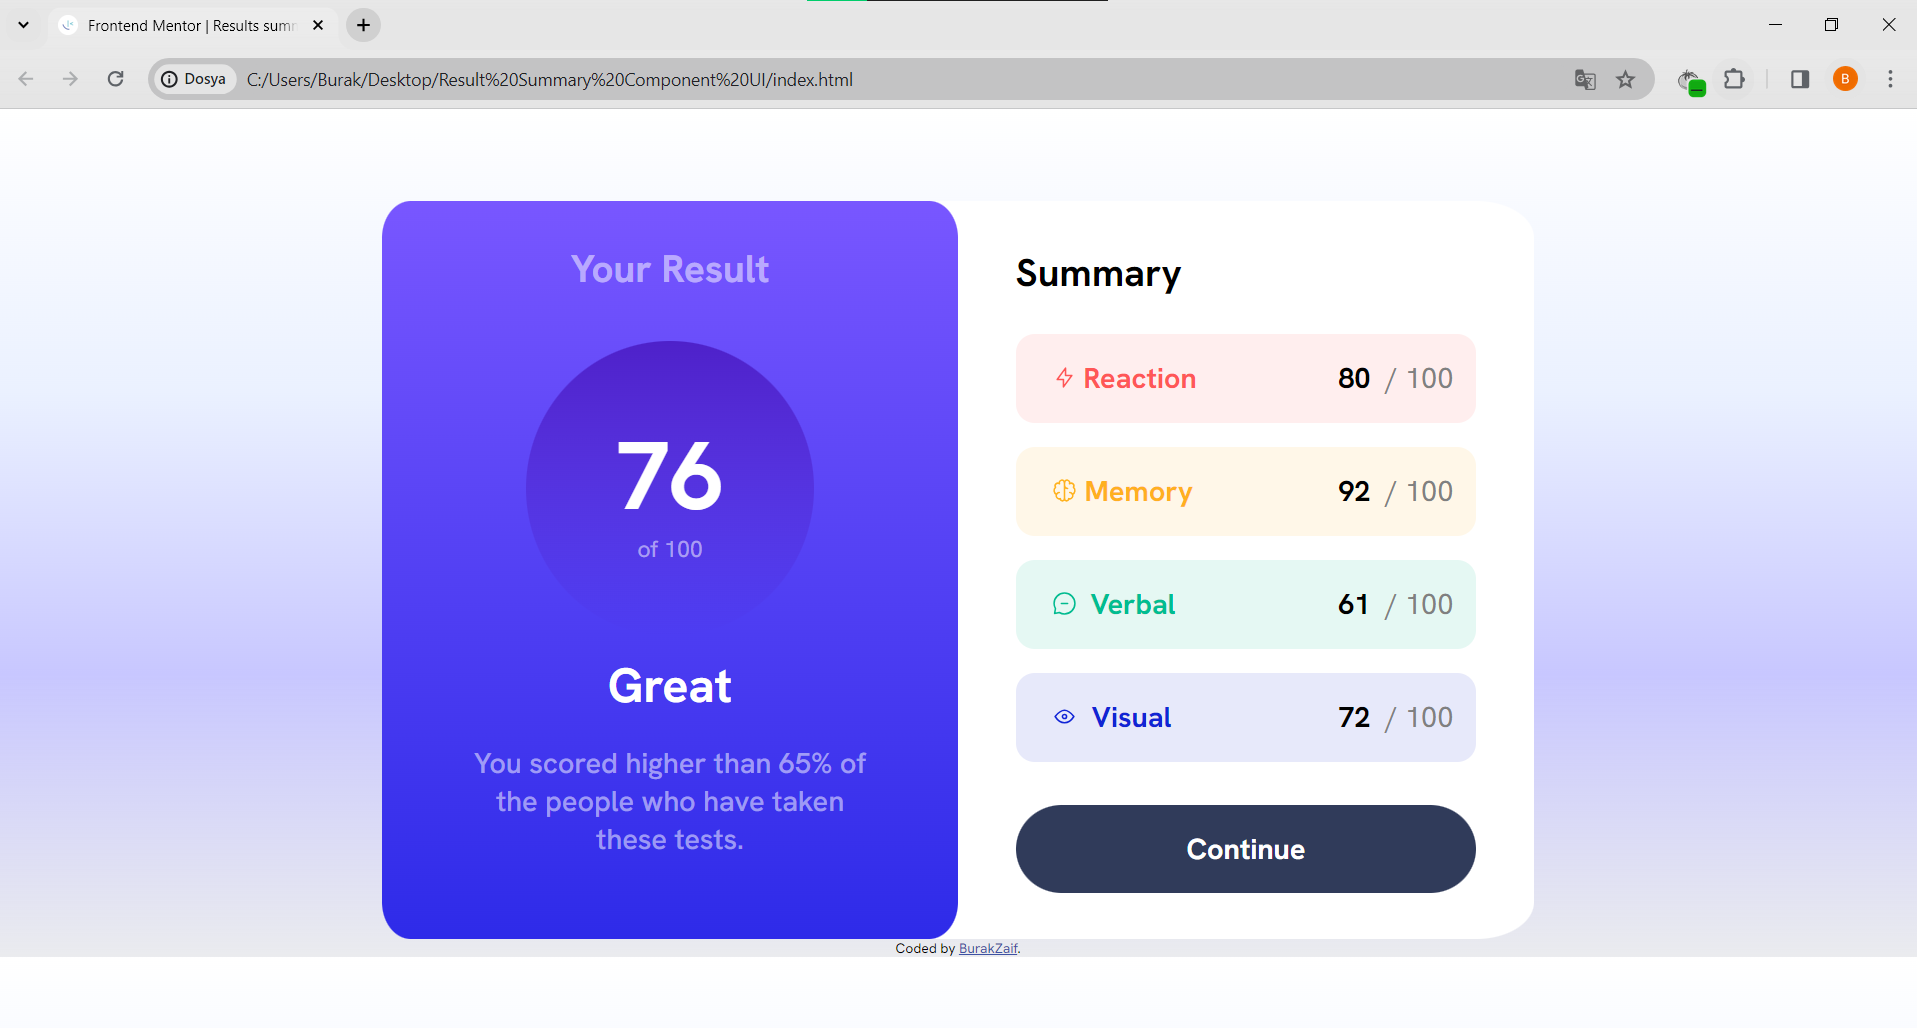 Frontend Mentor | Results sum
Dosya
C:/Users/Burak/Desktop/Result%20Summary%20Component%20UI/index.html
B
Your Result
76
of 100
Great
You scored higher than 65% of
the people who have taken
these tests.
Summary
Reaction 80 / 100
Memory 92 / 100
Verbal 61 / 100
Visual 72 / 100
Continue
Coded by BurakZaif.